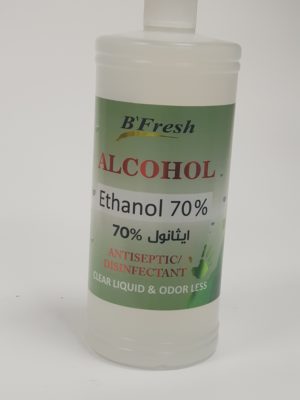 B'Fresh
ALCOHOL
Ethanol 70%
ايثانول 70%
ANTISEPTIC/
DISINFECTANT
CLEAR LIQUID & ODOR LESS